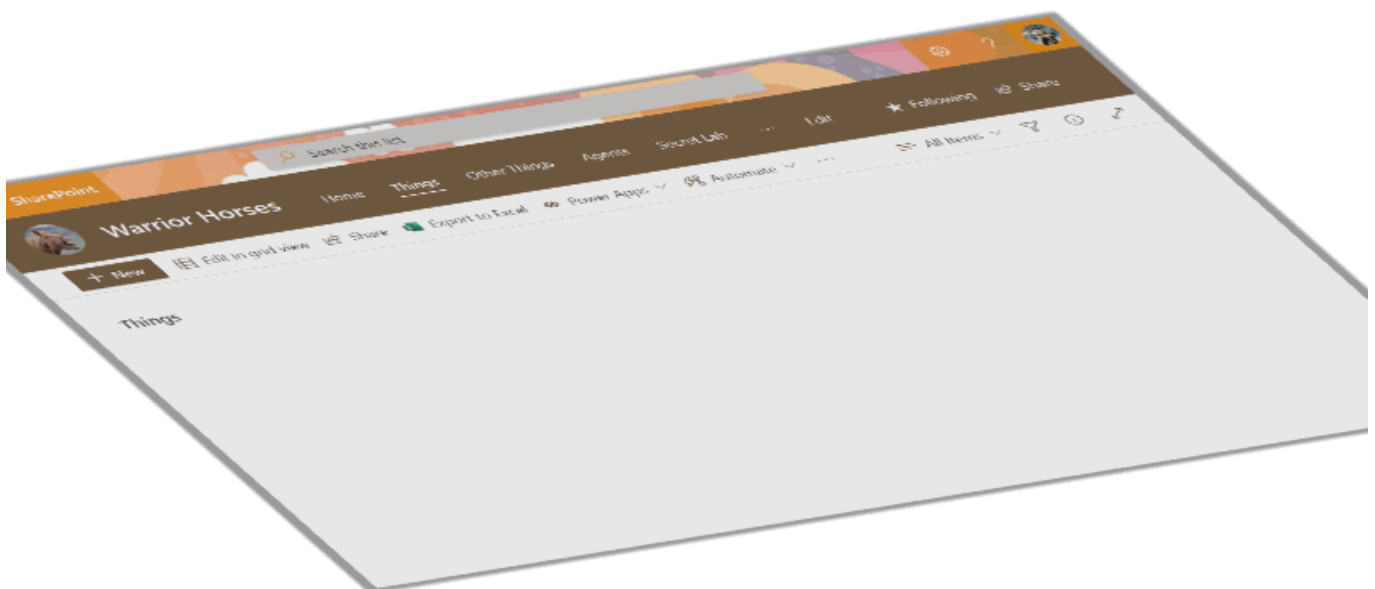 SharePoint
Search this list
Warrior Horses
Home Things Other Things Agents Secret Lab ... Edit ★ Following Share
+ New Edit in grid view Share Export to Excel Power Apps Automate ... All Items
Things